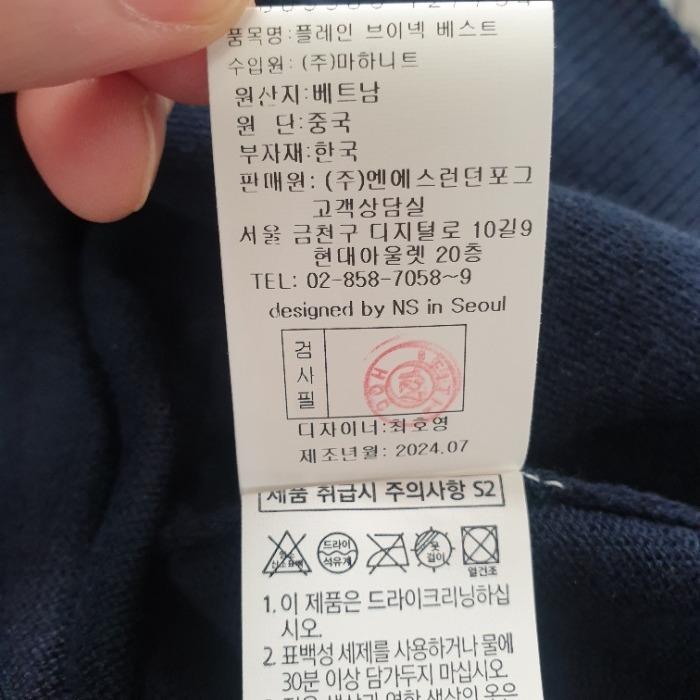 품목명:플레인 브이넥 베스트
수입원: (주)마하니트
원산지:베트남
원 단:중국
부자재:한국
판매원: (주)엔에스런던포그
고객상담실
서울 금천구 디지털로 10길9
현대아울렛 20층
TEL: 02-858-7058~9
designed by NS in Seoul
검
사
필
디자이너:최호영
제조년월: 2024.07
제품 취급시 주의사항 S2
드라이
석유계
옷
걸이
열건조
1. 이 제품은 드라이크리닝하십
시오.
2. 표백성 세제를 사용하거나 물에
30분 이상 담가두지 마십시오.